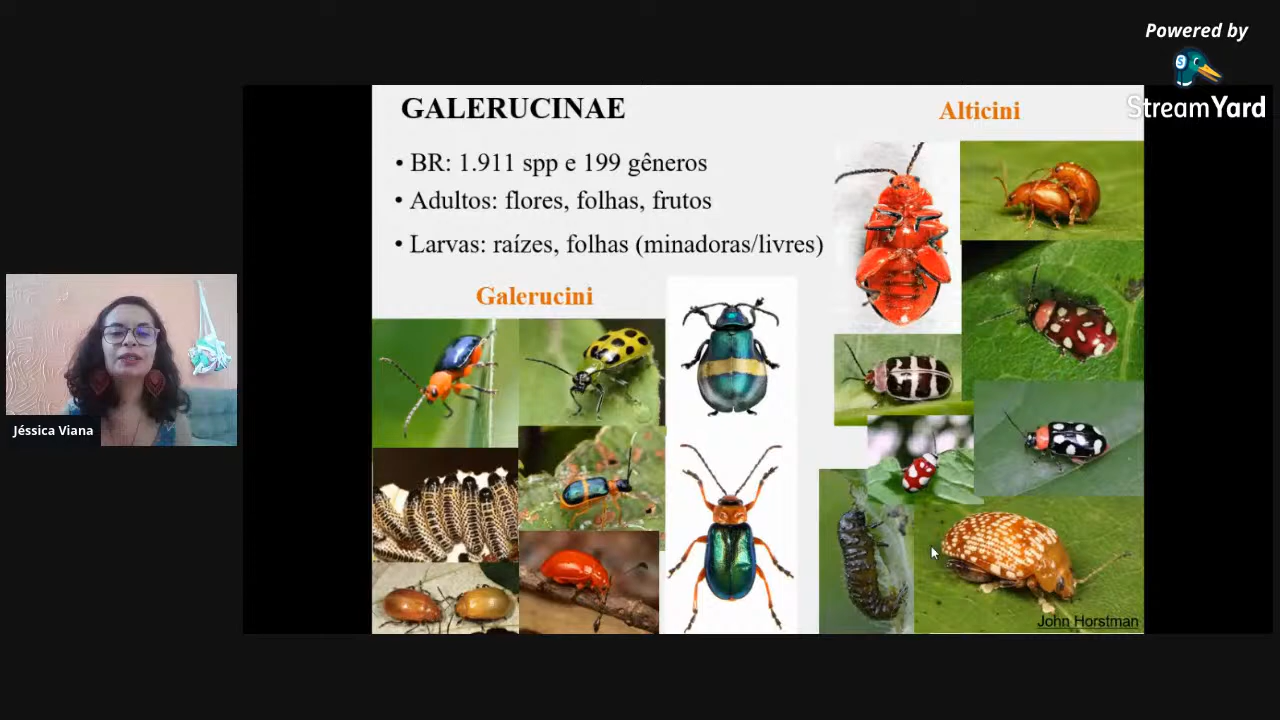 Powered by
StreamYard
GALERUCINAE
Alticini
• BR: 1.911 spp e 199 gêneros
• Adultos: flores, folhas, frutos
• Larvas: raízes, folhas (minadoras/livres)
Galerucini
Jéssica Viana
John Horstman